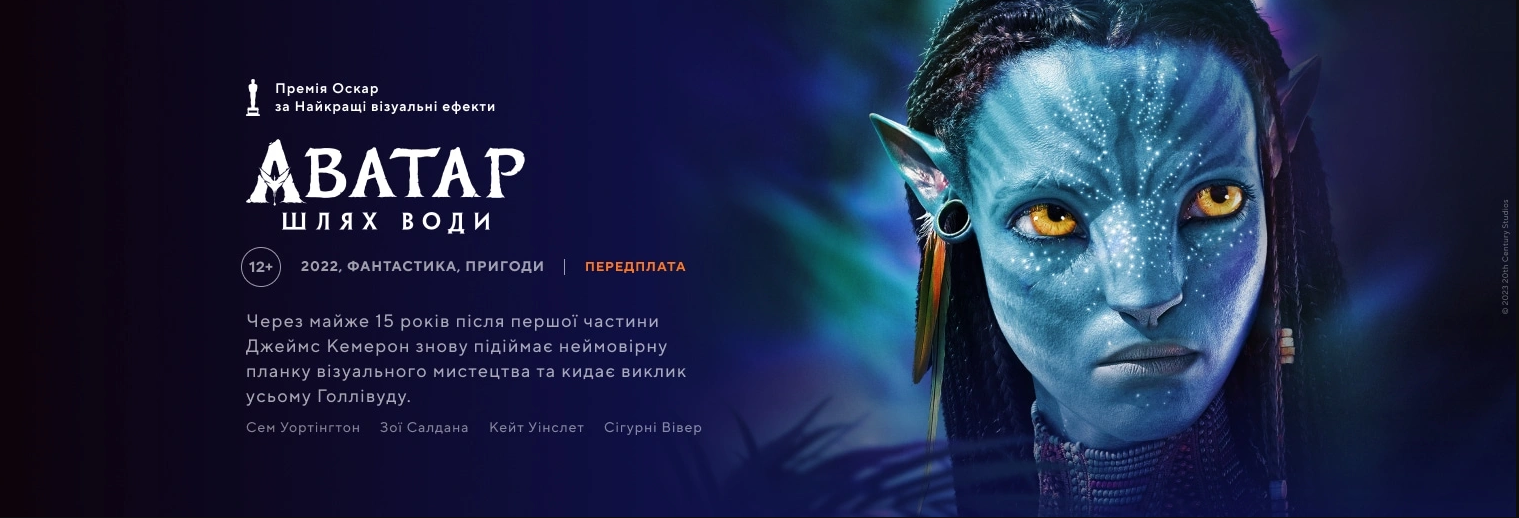 Премія Оскар
за Найкращі візуальні ефекти
АВАТАР
ШЛЯХ ВОДИ
12+ 2022, ФАНТАСТИКА, ПРИГОДИ | ПЕРЕДПЛАТА
Через майже 15 років після першої частини
Джеймс Кемерон знову підіймає неймовірну
планку візуального мистецтва та кидає виклик
усьому Голлівуду.
Сем Уортінгтон Зої Салдана Кейт Уінслет Сігурні Вівер
© 2023 20th Century Studios